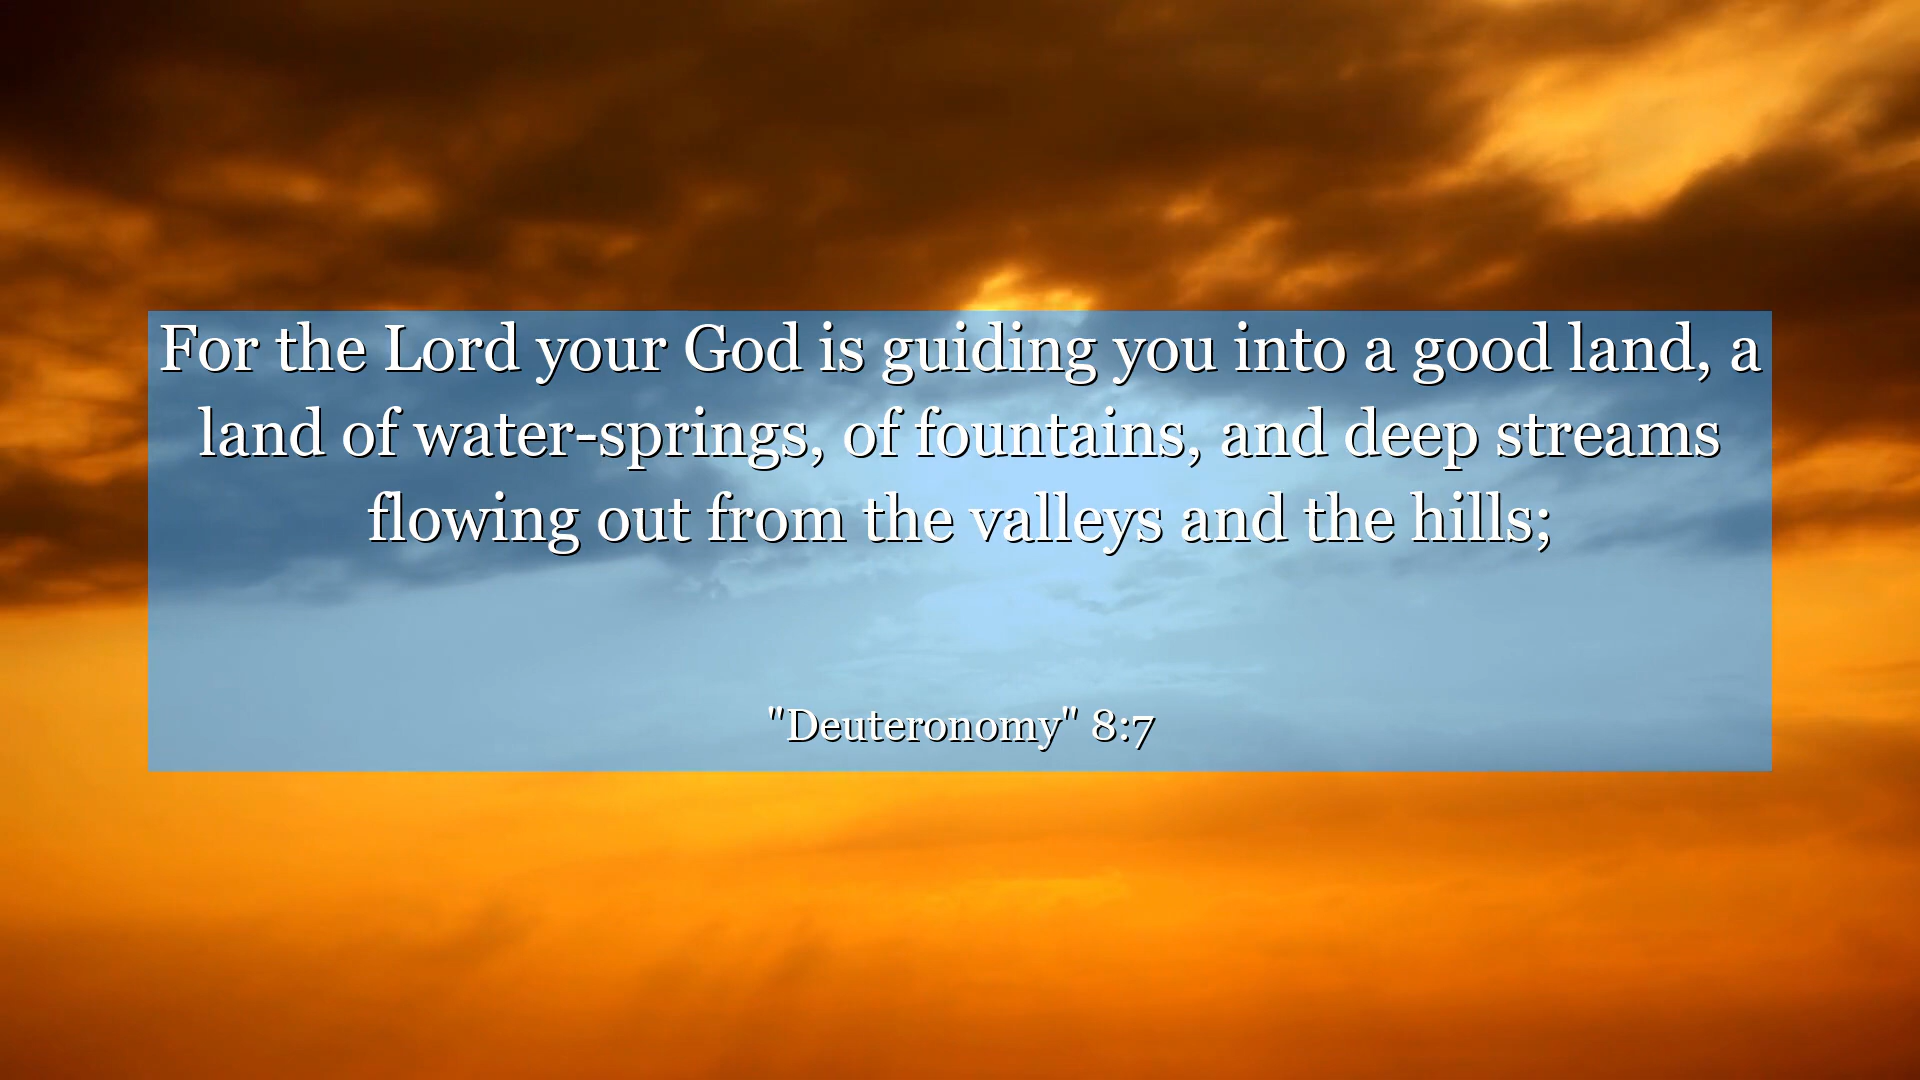 For the Lord your God is guiding you into a good land, a
land of water-springs, of fountains, and deep streams
flowing out from the valleys and the hills;
"Deuteronomy" 8:7